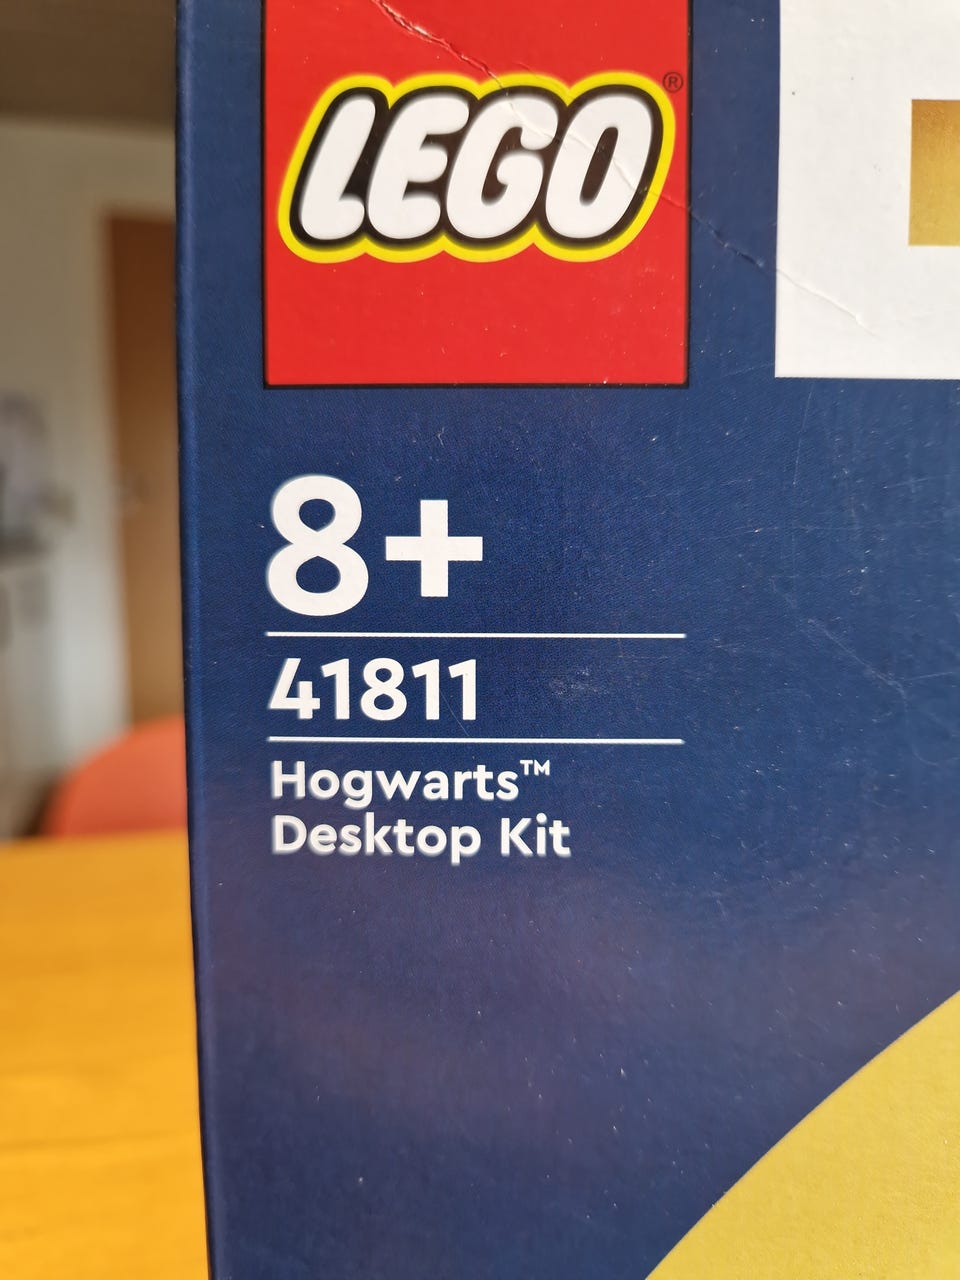 LEGO®
8+
41811
Hogwarts™
Desktop Kit